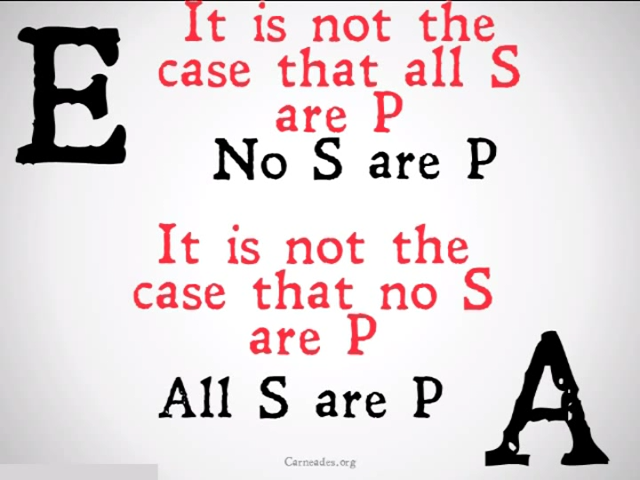 E
It is not the
case that all S
are P
No S are P
It is not the
case that no S
are P
All S are P
A
Carneades.org